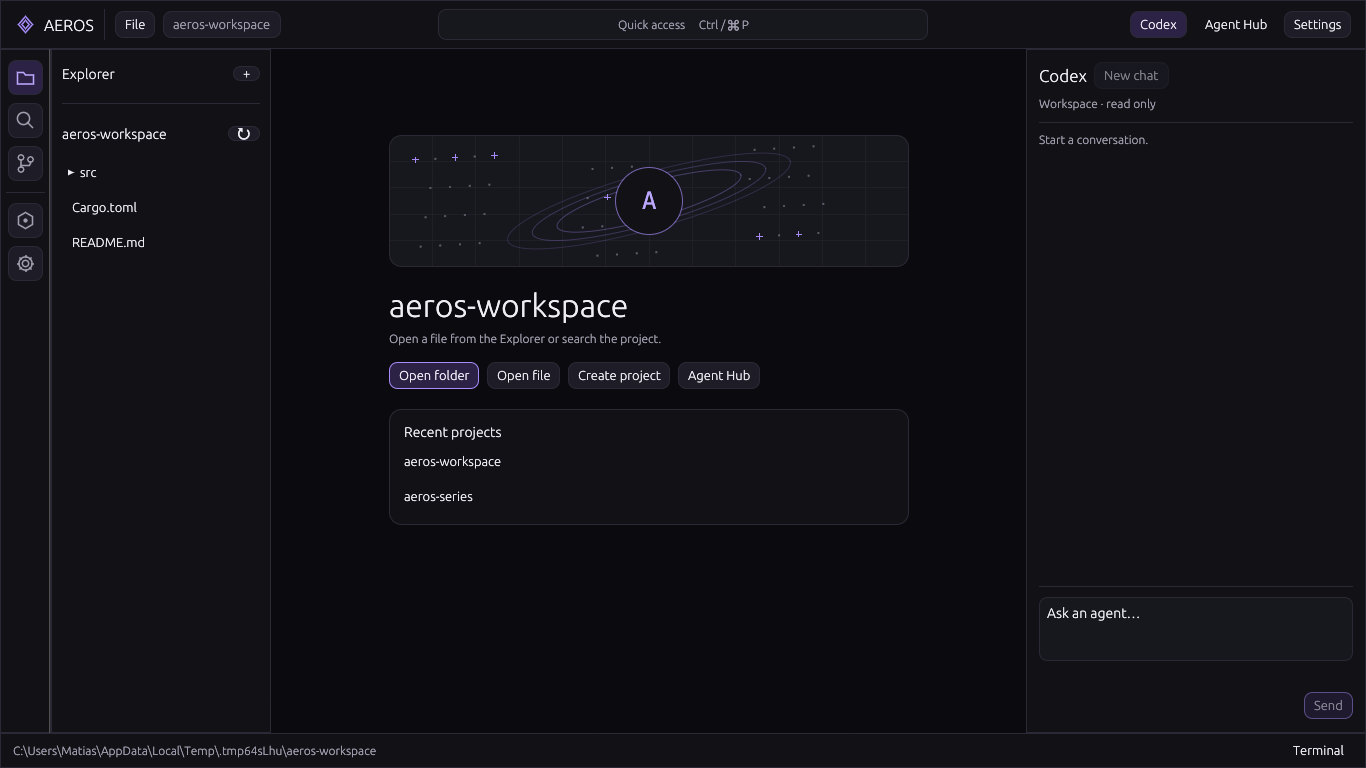 AEROS File aeros-workspace Quick access Ctrl / ⌘ P Codex Agent Hub Settings
Explorer +
aeros-workspace
src
Cargo.toml
README.md
A
aeros-workspace
Open a file from the Explorer or search the project.
Open folder Open file Create project Agent Hub
Recent projects
aeros-workspace
aeros-series
Codex New chat
Workspace · read only
Start a conversation.
Ask an agent…
Send
C:\Users\Matias\AppData\Local\Temp\.tmp64sLhu\aeros-workspace Terminal